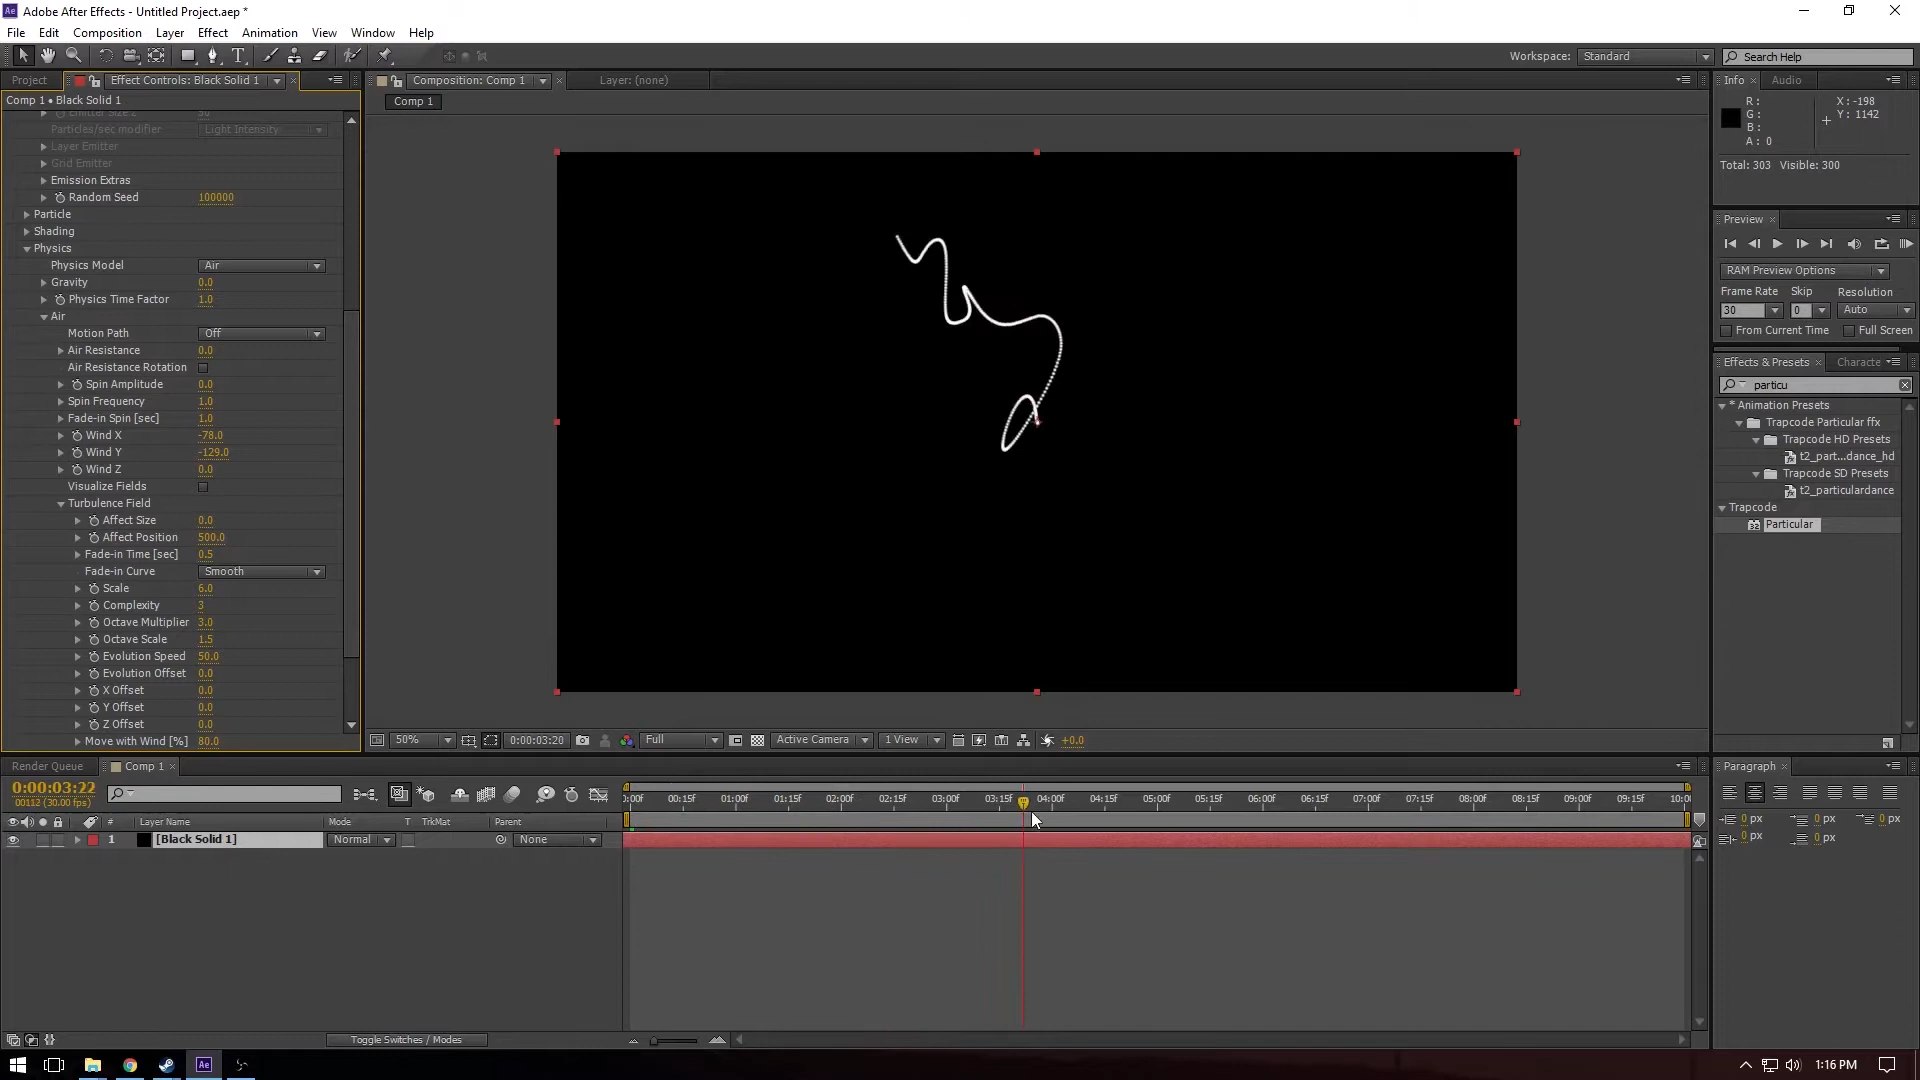 Adobe After Effects - Untitled Project.aep *
File Edit Composition Layer Effect Animation View Window Help
Workspace: Standard Search Help
Project Effect Controls: Black Solid 1
Comp 1 • Black Solid 1
Emitter Size Z 50
Particles/sec modifier Light Intensity
Layer Emitter
Grid Emitter
Emission Extras
Random Seed 100000
Particle
Shading
Physics
Physics Model Air
Gravity 0.0
Physics Time Factor 1.0
Air
Motion Path Off
Air Resistance 0.0
Air Resistance Rotation
Spin Amplitude 0.0
Spin Frequency 1.0
Fade-in Spin [sec] 1.0
Wind X -78.0
Wind Y -129.0
Wind Z 0.0
Visualize Fields
Turbulence Field
Affect Size 0.0
Affect Position 500.0
Fade-in Time [sec] 0.5
Fade-in Curve Smooth
Scale 6.0
Complexity 3
Octave Multiplier 3.0
Octave Scale 1.5
Evolution Speed 50.0
Evolution Offset 0.0
X Offset 0.0
Y Offset 0.0
Z Offset 0.0
Move with Wind [%] 80.0
Composition: Comp 1 Layer: (none)
Comp 1
50% 0:00:03:20 Full Active Camera 1 View +0.0
Info Audio
R : X : -198
G : Y : 1142
B :
A : 0
Total: 303 Visible: 300
Preview
RAM Preview Options
Frame Rate Skip Resolution
30 0 Auto
From Current Time Full Screen
Effects & Presets Characte
particu
* Animation Presets
Trapcode Particular ffx
Trapcode HD Presets
t2_part...dance_hd
Trapcode SD Presets
t2_particulardance
Trapcode
Particular
Render Queue Comp 1
0:00:03:22
00112 (30.00 fps)
0:00f 00:15f 01:00f 01:15f 02:00f 02:15f 03:00f 03:15f 04:00f 04:15f 05:00f 05:15f 06:00f 06:15f 07:00f 07:15f 08:00f 08:15f 09:00f 09:15f 10:0
# Layer Name Mode T TrkMat Parent
1 [Black Solid 1] Normal None
Toggle Switches / Modes
Paragraph
0 px 0 px 0 px
0 px 0 px
1:16 PM